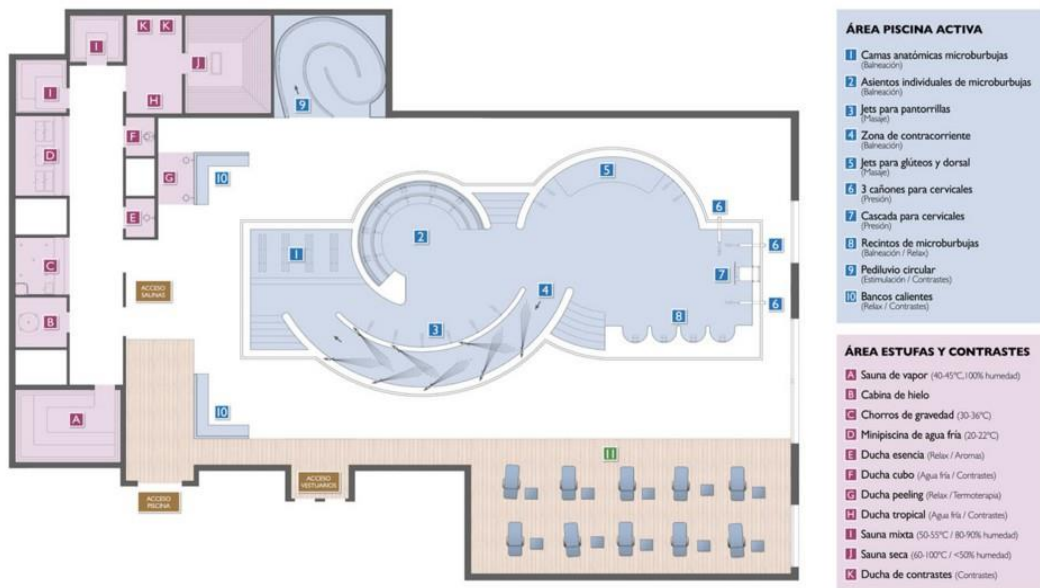 K K
I
J
I
H
9
F
D
G
10
5
6
E
2
6
1
C
7
ACCESO
SAUNAS
4
6
B
3
8
10
A
11
ACCESO
PISCINA
ACCESO
VESTUARIOS
ÁREA PISCINA ACTIVA
1 Camas anatómicas microburbujas
(Balneación)
2 Asientos individuales de microburbujas
(Balneación)
3 Jets para pantorrillas
(Masaje)
4 Zona de contracorriente
(Balneación)
5 Jets para glúteos y dorsal
(Masaje)
6 3 cañones para cervicales
(Presión)
7 Cascada para cervicales
(Presión)
8 Recintos de microburbujas
(Balneación / Relax)
9 Pediluvio circular
(Estimulación / Contrastes)
10 Bancos calientes
(Relax / Contrastes)
ÁREA ESTUFAS Y CONTRASTES
A Sauna de vapor (40-45ºC,100% humedad)
B Cabina de hielo
C Chorros de gravedad (30-36ºC)
D Minipiscina de agua fría (20-22ºC)
E Ducha esencia (Relax / Aromas)
F Ducha cubo (Agua fría / Contrastes)
G Ducha peeling (Relax / Termoterapia)
H Ducha tropical (Agua fría / Contrastes)
I Sauna mixta (50-55ºC / 80-90% humedad)
J Sauna seca (60-100ºC / <50% humedad)
K Ducha de contrastes (Contrastes)